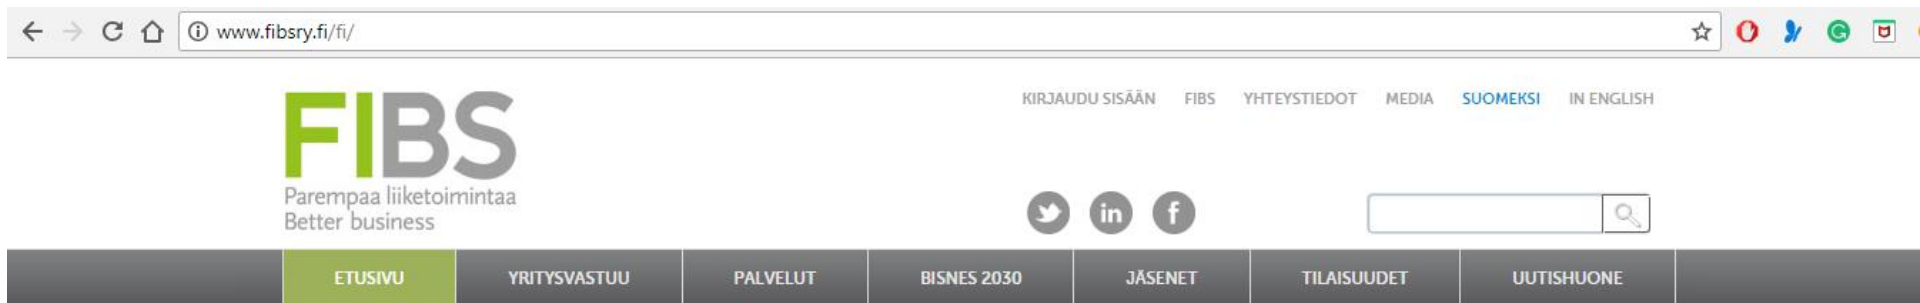 www.fibsry.fi/fi/
KIRJAUDU SISÄÄN FIBS YHTEYSTIEDOT MEDIA SUOMEKSI IN ENGLISH
FIBS
Parempaa liiketoimintaa
Better business
in f
ETUSIVU YRITYSVASTUU PALVELUT BISNES 2030 JÄSENET TILAISUUDET UUTISHUONE